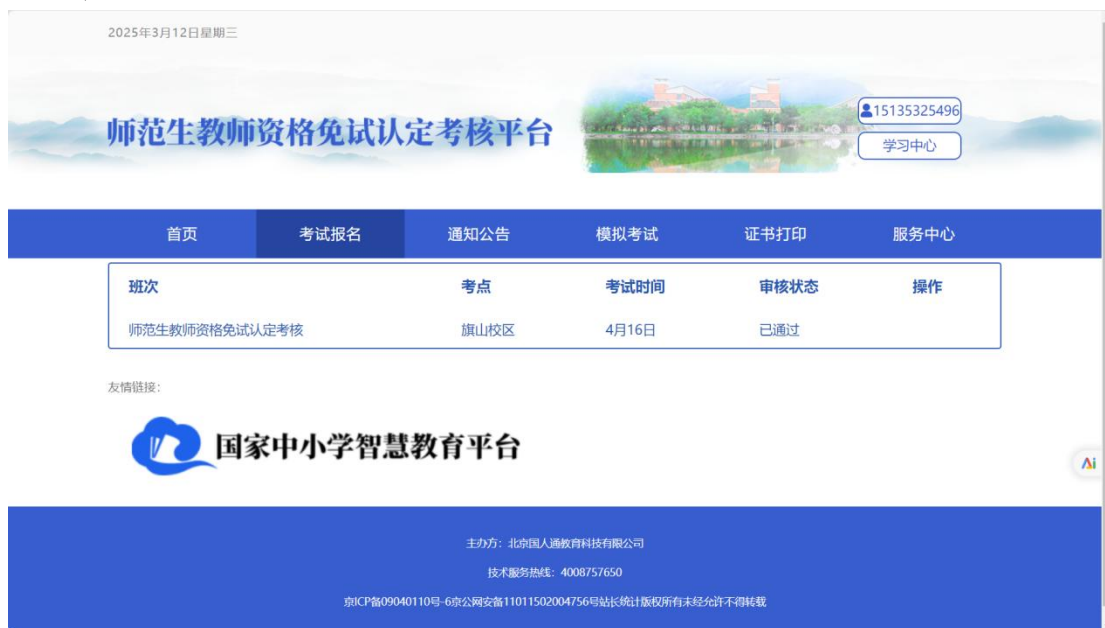 2025年3月12日星期三
师范生教师资格免试认定考核平台
15135325496
学习中心
首页 考试报名 通知公告 模拟考试 证书打印 服务中心
班次 考点 考试时间 审核状态 操作
师范生教师资格免试认定考核 旗山校区 4月16日 已通过
友情链接：
国家中小学智慧教育平台
Ai
主办方：北京国人通教育科技有限公司
技术服务热线：4008757650
京ICP备09040110号-6京公网安备11011502004756号站长统计版权所有未经允许不得转载